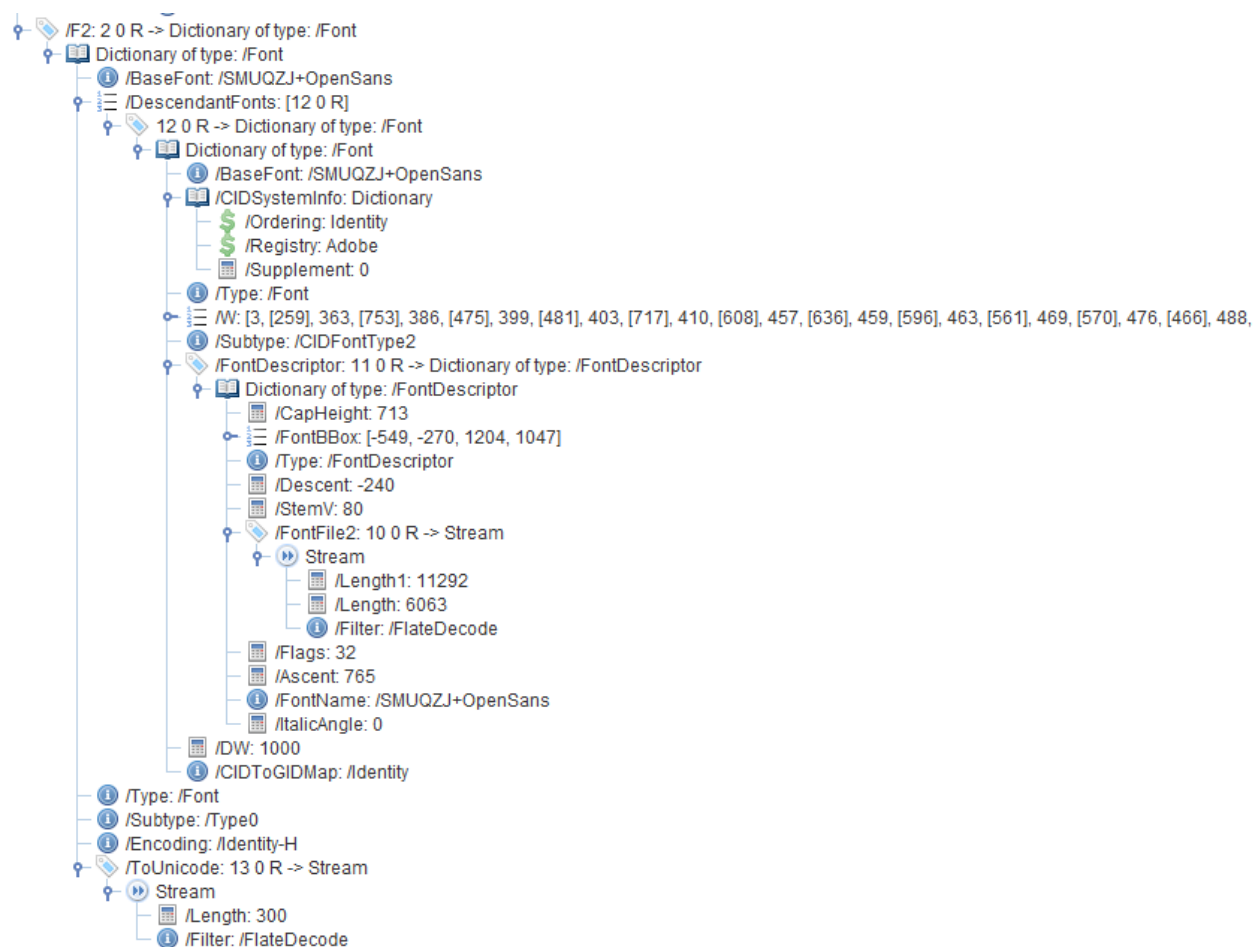 /F2: 2 0 R -> Dictionary of type: /Font
Dictionary of type: /Font
/BaseFont: /SMUQZJ+OpenSans
/DescendantFonts: [12 0 R]
12 0 R -> Dictionary of type: /Font
Dictionary of type: /Font
/BaseFont: /SMUQZJ+OpenSans
/CIDSystemInfo: Dictionary
/Ordering: Identity
/Registry: Adobe
/Supplement: 0
/Type: /Font
/W: [3, [259], 363, [753], 386, [475], 399, [481], 403, [717], 410, [608], 457, [636], 459, [596], 463, [561], 469, [570], 476, [466], 488,
/Subtype: /CIDFontType2
/FontDescriptor: 11 0 R -> Dictionary of type: /FontDescriptor
Dictionary of type: /FontDescriptor
/CapHeight: 713
/FontBBox: [-549, -270, 1204, 1047]
/Type: /FontDescriptor
/Descent: -240
/StemV: 80
/FontFile2: 10 0 R -> Stream
Stream
/Length1: 11292
/Length: 6063
/Filter: /FlateDecode
/Flags: 32
/Ascent: 765
/FontName: /SMUQZJ+OpenSans
/ItalicAngle: 0
/DW: 1000
/CIDToGIDMap: /Identity
/Type: /Font
/Subtype: /Type0
/Encoding: /Identity-H
/ToUnicode: 13 0 R -> Stream
Stream
/Length: 300
/Filter: /FlateDecode